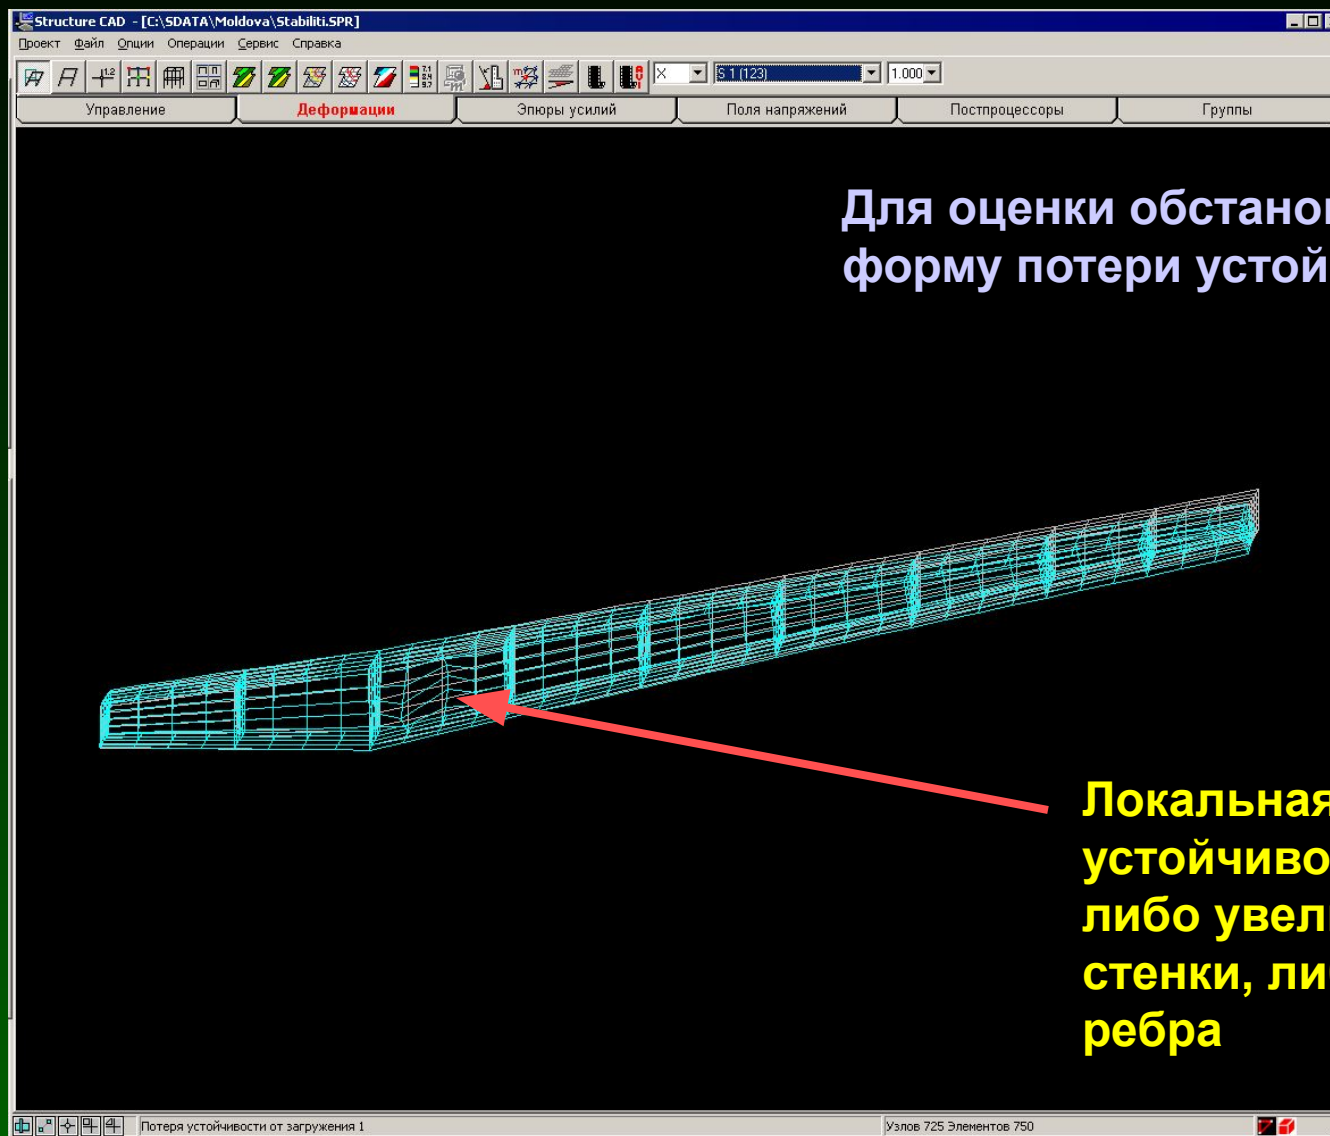 Structure CAD - [C:\SDATA\Moldova\Stabiliti.SPR]
Проект Файл Опции Операции Сервис Справка
X S 1 (123) 1.000
Управление Деформации Эпюры усилий Поля напряжений Постпроцессоры Группы
Для оценки обстанов
форму потери устой
Локальная
устойчиво
либо увел
стенки, ли
ребра
Потеря устойчивости от загружения 1 Узлов 725 Элементов 750